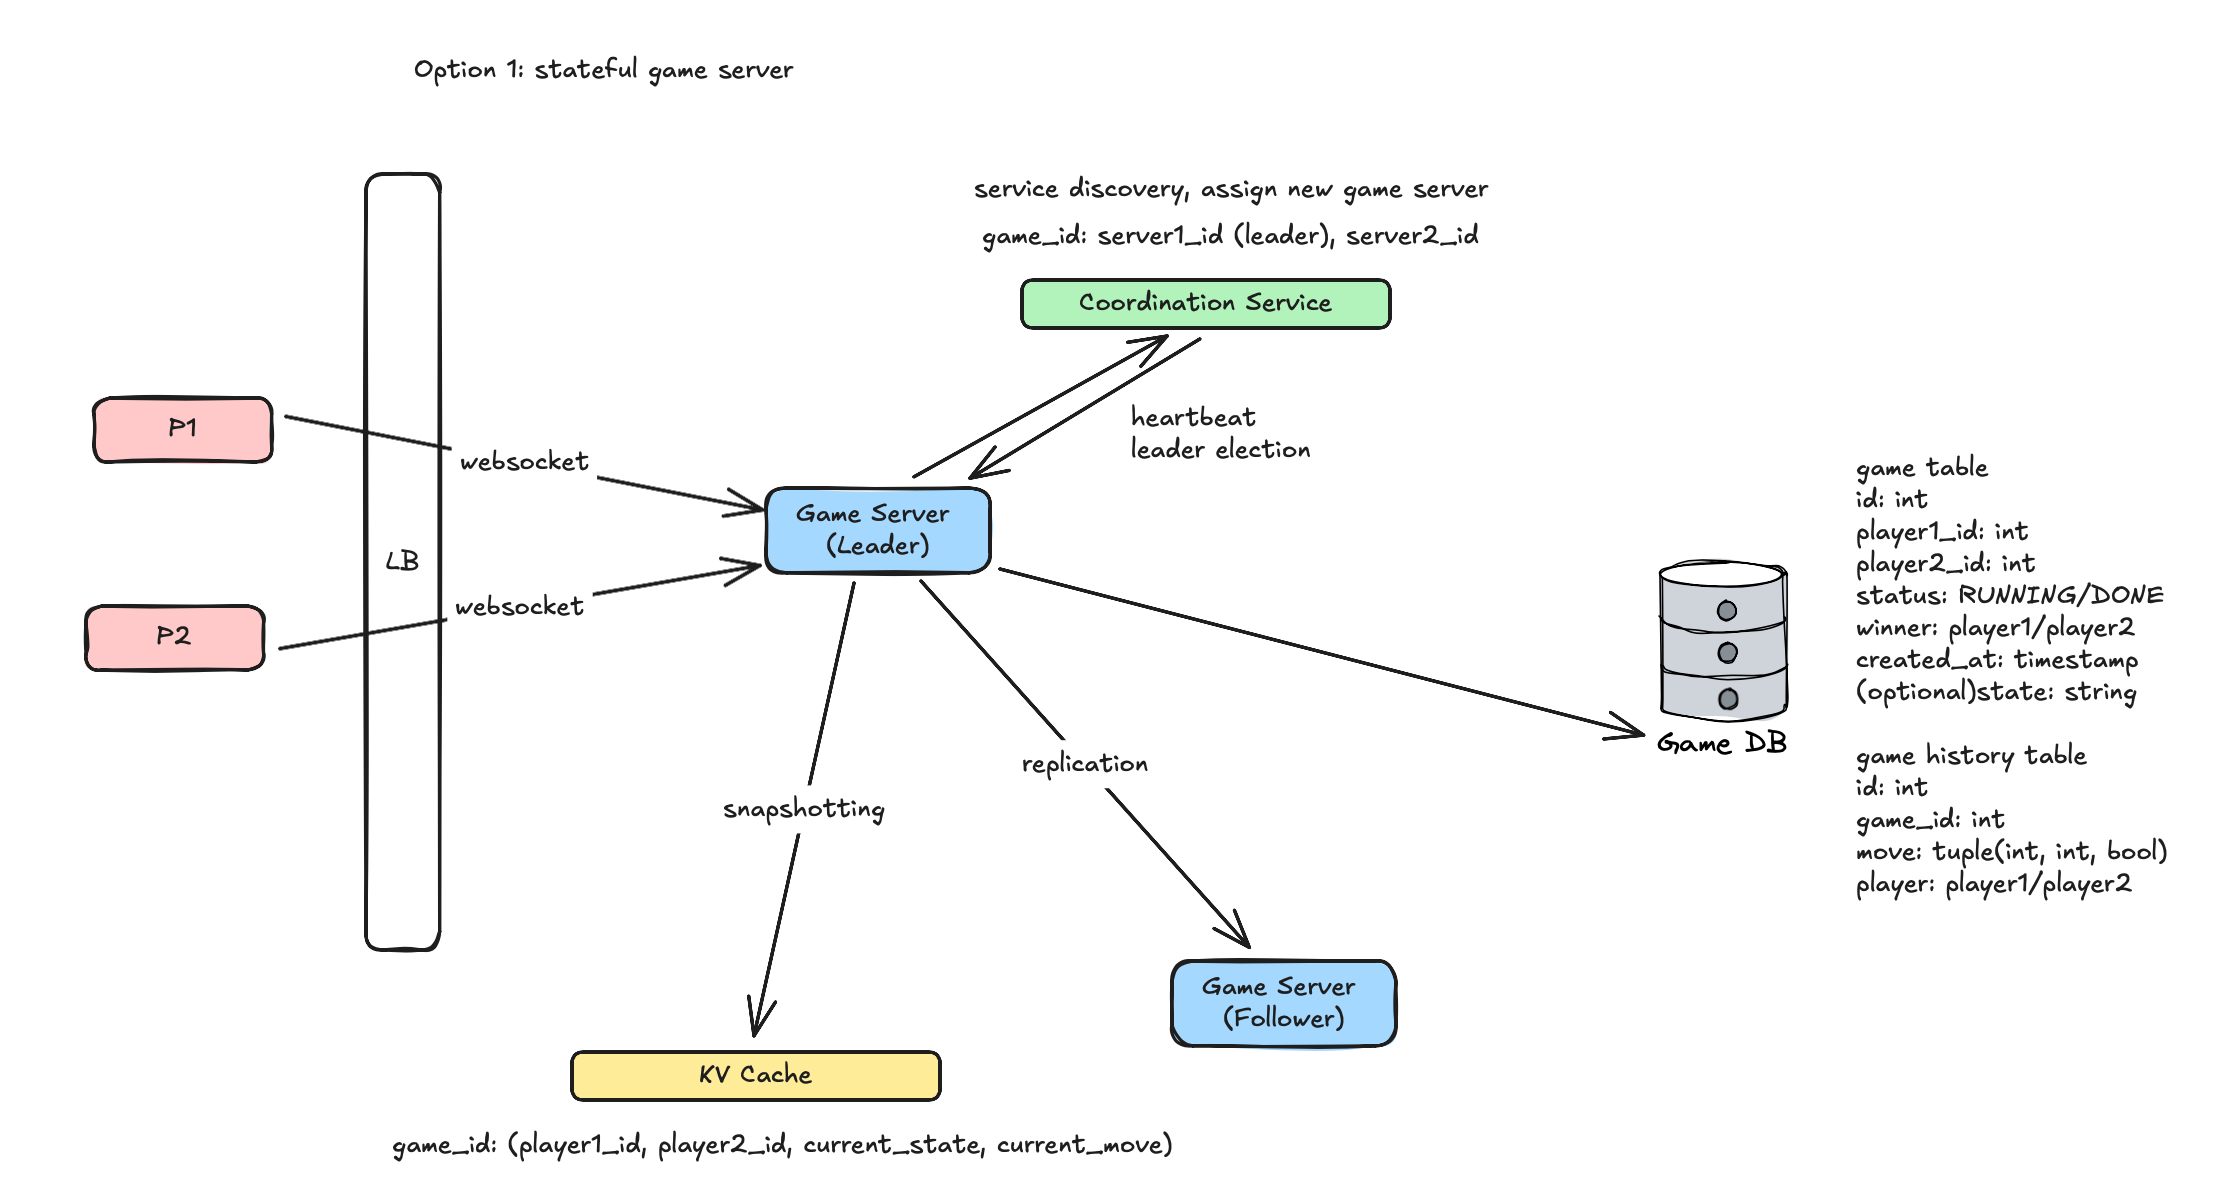 Option 1: stateful game server
service discovery, assign new game server
game_id: server1_id (leader), server2_id
Coordination Service
heartbeat
leader election
P1
websocket
LB
P2
websocket
Game Server
(Leader)
game table
id: int
player1_id: int
player2_id: int
status: RUNNING/DONE
winner: player1/player2
created_at: timestamp
(optional)state: string
Game DB
game history table
id: int
game_id: int
move: tuple(int, int, bool)
player: player1/player2
replication
snapshotting
Game Server
(Follower)
KV Cache
game_id: (player1_id, player2_id, current_state, current_move)